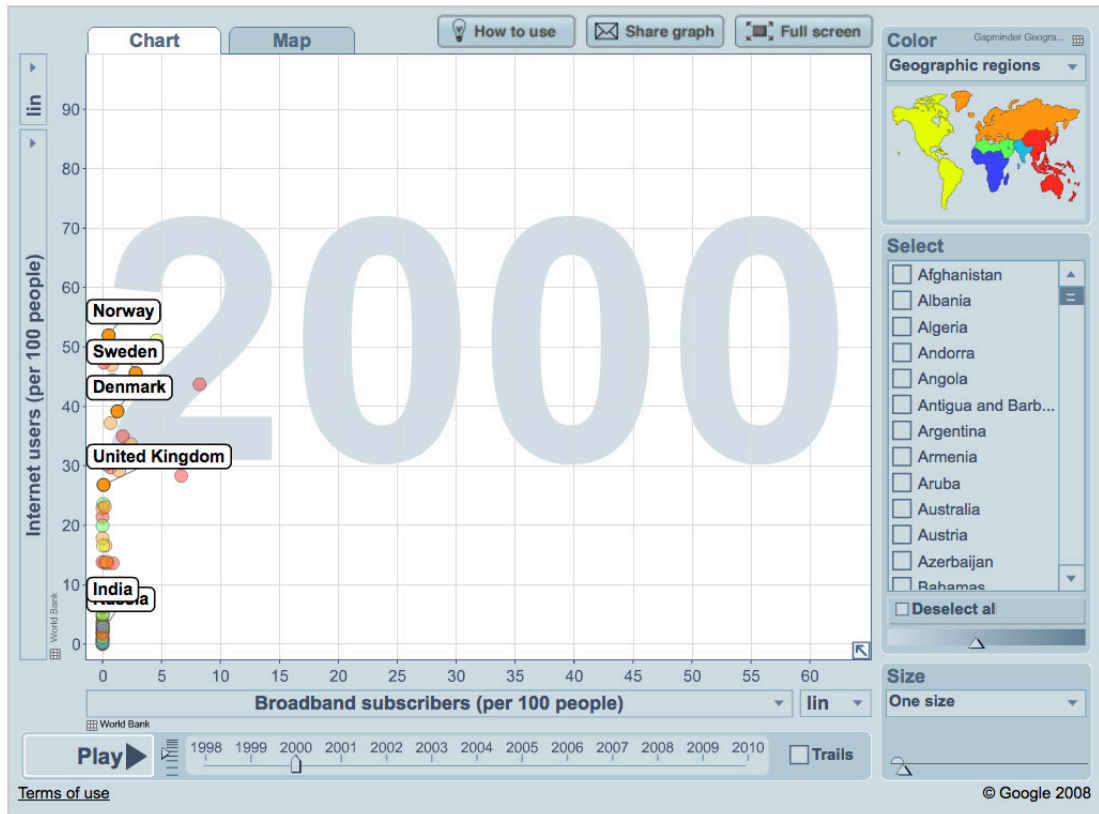 Chart
Map
How to use
Share graph
Full screen
lin
Internet users (per 100 people)
World Bank
90
80
70
60
50
40
30
20
10
0
2000
Norway
Sweden
Denmark
United Kingdom
India
Russia
0 5 10 15 20 25 30 35 40 45 50 55 60
Broadband subscribers (per 100 people)
lin
World Bank
Play
1998 1999 2000 2001 2002 2003 2004 2005 2006 2007 2008 2009 2010
Trails
Terms of use
Color
Gapminder Geogra...
Geographic regions
Select
Afghanistan
Albania
Algeria
Andorra
Angola
Antigua and Barb...
Argentina
Armenia
Aruba
Australia
Austria
Azerbaijan
Bahamas
Deselect al
Size
One size
© Google 2008